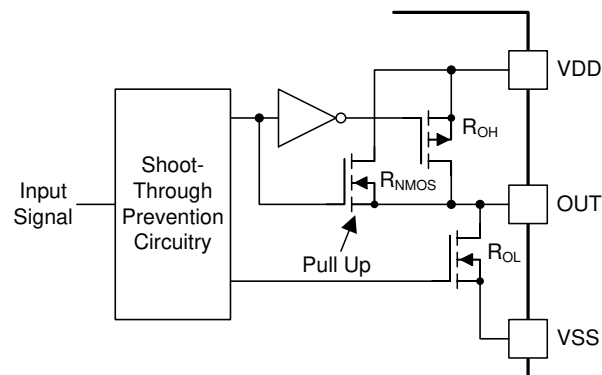 VDD
R_OH
Shoot-
Through
Prevention
Circuitry
Input
Signal
R_NMOS
OUT
Pull Up
R_OL
VSS